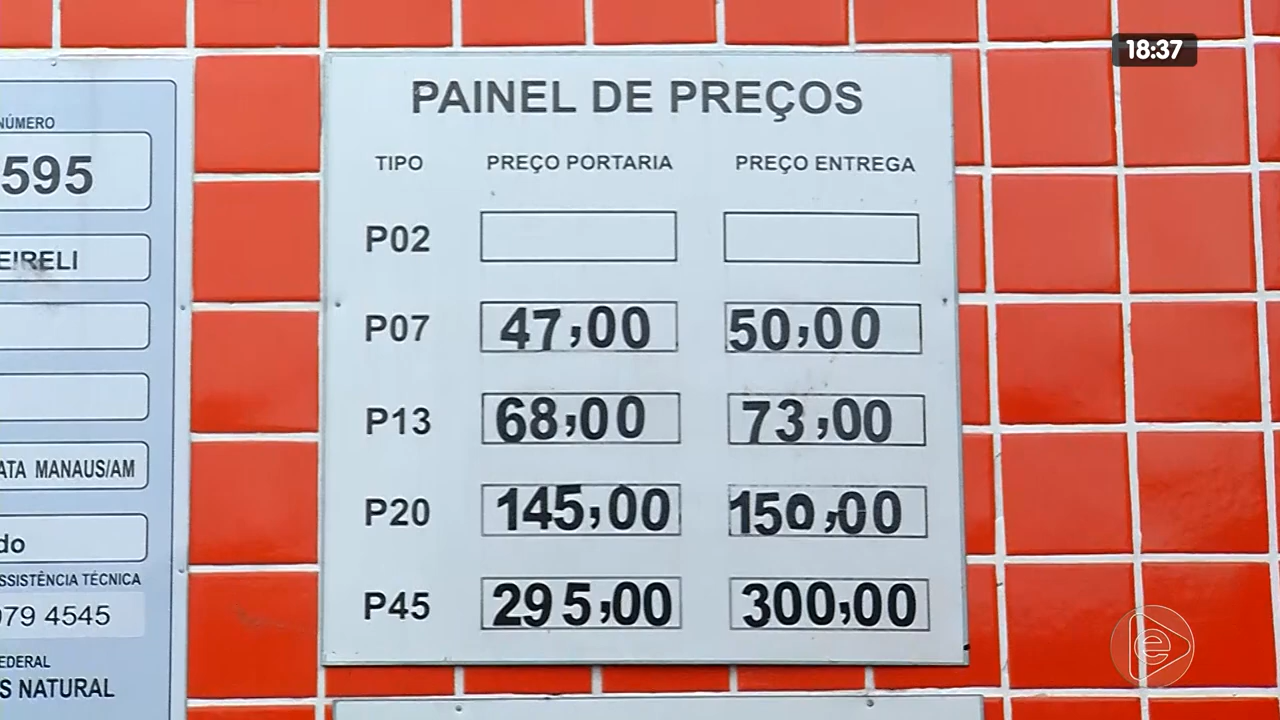 18:37
NÚMERO
595
EIRELI
ATA MANAUS/AM
do
SSISTÊNCIA TÉCNICA
979 4545
EDERAL
S NATURAL
PAINEL DE PREÇOS
TIPO PREÇO PORTARIA PREÇO ENTREGA
P02
P07 47,00 50,00
P13 68,00 73,00
P20 145,00 150,00
P45 295,00 300,00
e